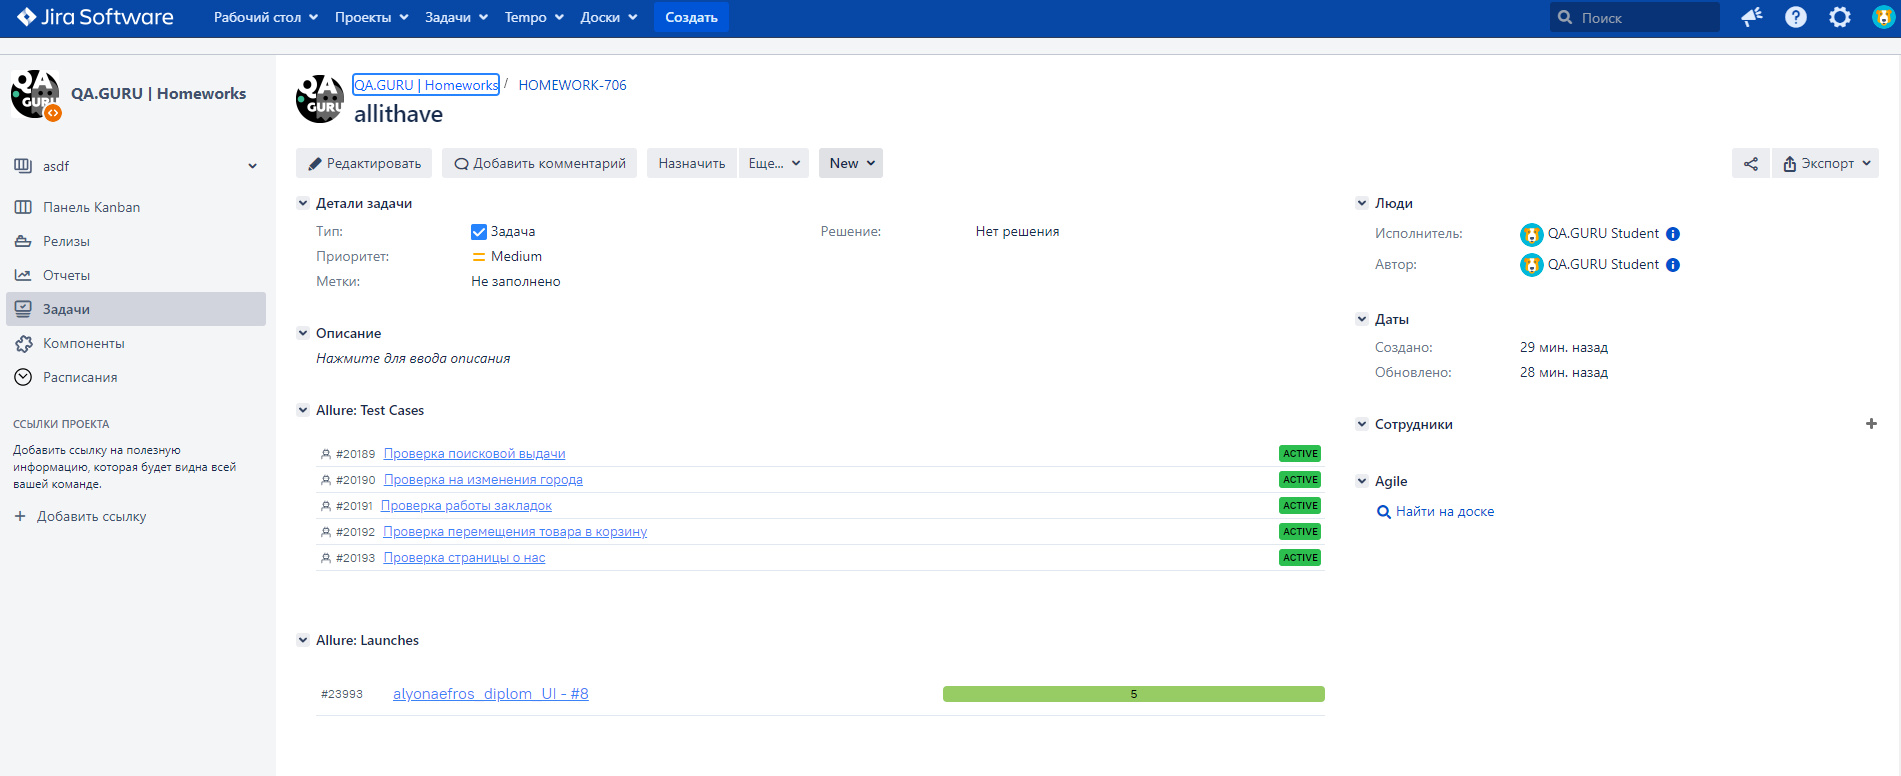 Jira Software Рабочий стол Проекты Задачи Tempo Доски Создать Поиск
QA GURU
QA.GURU | Homeworks
asdf
Панель Kanban
Релизы
Отчеты
Задачи
Компоненты
Расписания
ССЫЛКИ ПРОЕКТА
Добавить ссылку на полезную
информацию, которая будет видна всей
вашей команде.
+ Добавить ссылку
QA GURU
QA.GURU | Homeworks / HOMEWORK-706
allithave
Редактировать Добавить комментарий Назначить Еще... New Экспорт
Детали задачи
Тип: Задача Решение: Нет решения
Приоритет: Medium
Метки: Не заполнено
Описание
Нажмите для ввода описания
Allure: Test Cases
#20189 Проверка поисковой выдачи ACTIVE
#20190 Проверка на изменения города ACTIVE
#20191 Проверка работы закладок ACTIVE
#20192 Проверка перемещения товара в корзину ACTIVE
#20193 Проверка страницы о нас ACTIVE
Allure: Launches
#23993 alyonaefros_diplom_UI - #8 5
Люди
Исполнитель: QA.GURU Student
Автор: QA.GURU Student
Даты
Создано: 29 мин. назад
Обновлено: 28 мин. назад
Сотрудники
Agile
Найти на доске